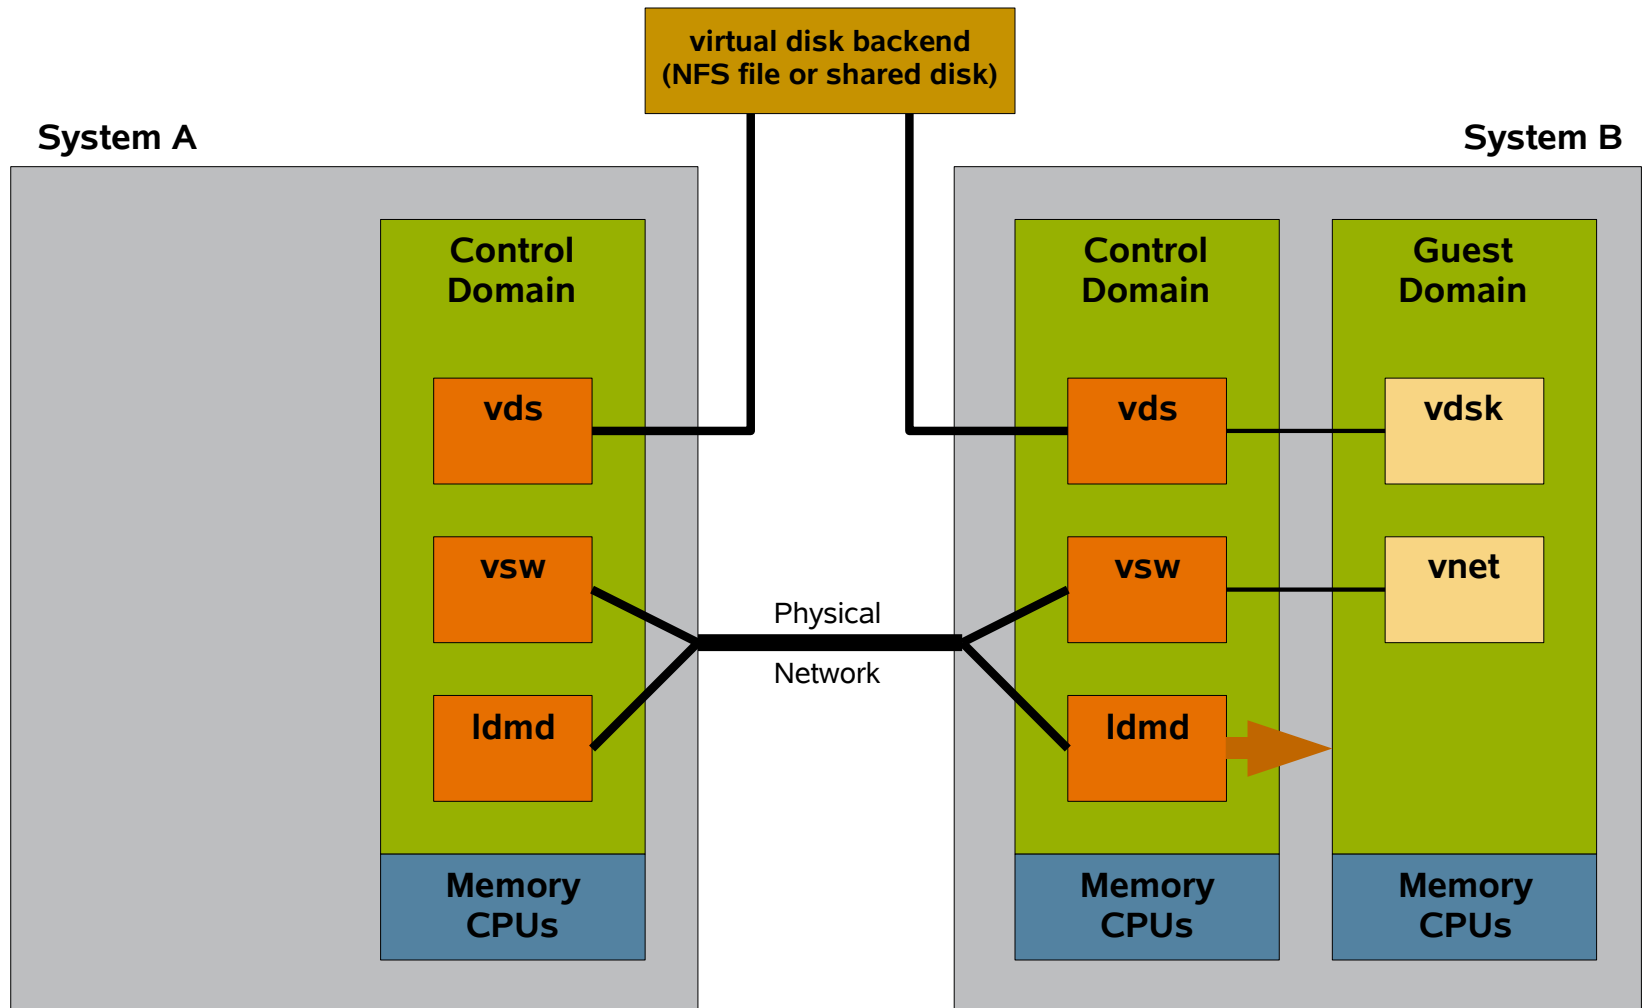 virtual disk backend
(NFS file or shared disk)
System A
System B
Control
Domain
vds
vsw
ldmd
Memory
CPUs
Physical
Network
Control
Domain
vds
vsw
ldmd
Memory
CPUs
Guest
Domain
vdsk
vnet
Memory
CPUs